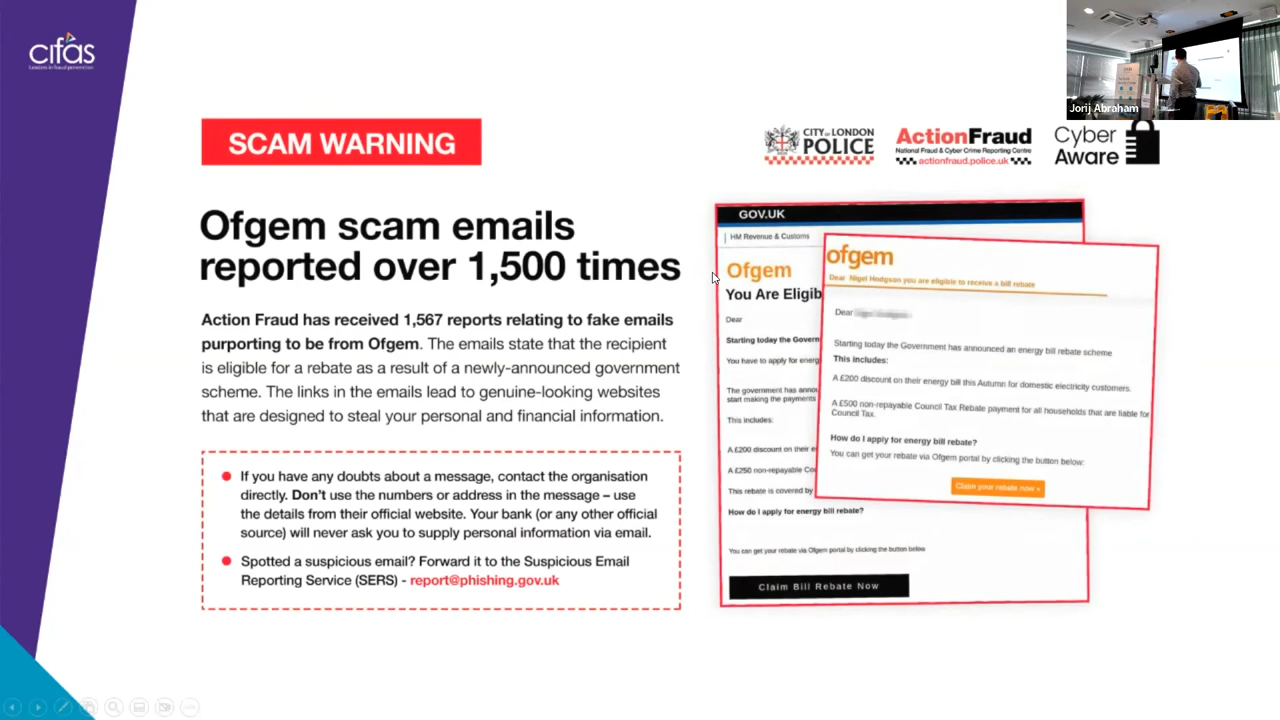 cifas
Leaders in fraud prevention
Jorij Abraham
SCAM WARNING
CITY OF LONDON
POLICE
ActionFraud
National Fraud & Cyber Crime Reporting Centre
actionfraud.police.uk
Cyber
Aware
Ofgem scam emails
reported over 1,500 times
Action Fraud has received 1,567 reports relating to fake emails
purporting to be from Ofgem. The emails state that the recipient
is eligible for a rebate as a result of a newly-announced government
scheme. The links in the emails lead to genuine-looking websites
that are designed to steal your personal and financial information.
If you have any doubts about a message, contact the organisation
directly. Don't use the numbers or address in the message – use
the details from their official website. Your bank (or any other official
source) will never ask you to supply personal information via email.
Spotted a suspicious email? Forward it to the Suspicious Email
Reporting Service (SERS) - report@phishing.gov.uk
GOV.UK
HM Revenue & Customs
Ofgem
You Are Eligib
Dear
Starting today the Govern
You have to apply for energ
The government has annou
start making the payments
This includes:
A £200 discount on their e
A £250 non-repayable Co
This rebate is covered by
How do I apply for energy bill rebate?
You can get your rebate via Ofgem portal by clicking the button below
Claim Bill Rebate Now
ofgem
Dear Nigel Hodgson you are eligible to receive a bill rebate
Dear
Starting today the Government has announced an energy bill rebate scheme
This includes:
A £200 discount on their energy bill this Autumn for domestic electricity customers.
A £500 non-repayable Council Tax Rebate payment for all households that are liable for
Council Tax.
How do I apply for energy bill rebate?
You can get your rebate via Ofgem portal by clicking the button below:
Claim your rebate now »